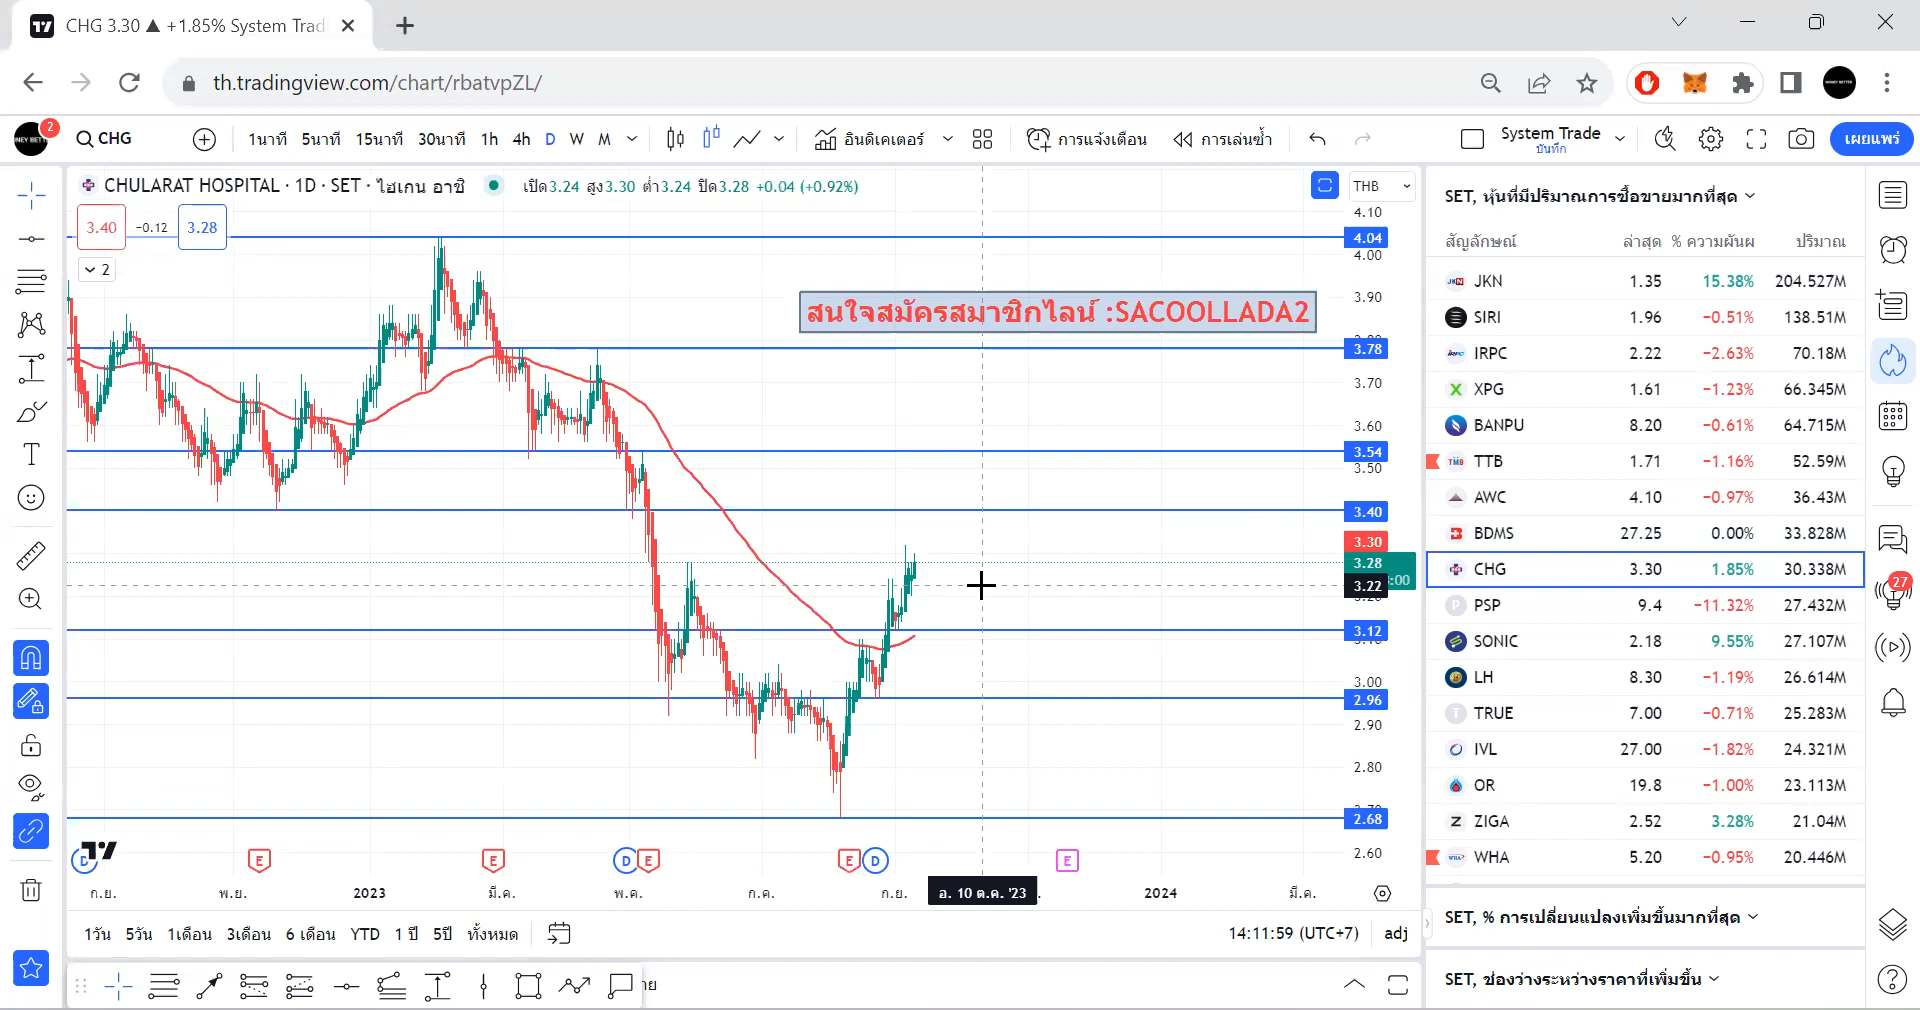 CHG 3.30 ▲ +1.85% System Trad
th.tradingview.com/chart/rbatvpZL/
2
CHG
1นาที 5นาที 15นาที 30นาที 1h 4h D W M
อินดิเคเตอร์
การแจ้งเตือน
การเล่นซ้ำ
System Trade
บันทึก
เผยแพร่
CHULARAT HOSPITAL · 1D · SET · ไฮเกน อาชิ
เปิด3.24 สูง3.30 ต่ำ3.24 ปิด3.28 +0.04 (+0.92%)
THB
3.40 −0.12 3.28
2
สนใจสมัครสมาชิกไลน์ :SACOOLLADA2
4.10
4.04
4.00
3.90
3.78
3.70
3.60
3.54
3.50
3.40
3.30
3.28
:00
3.22
3.12
3.00
2.96
2.90
2.80
2.68
2.60
D E E D E E D E
ก.ย. พ.ย. 2023 มี.ค. พ.ค. ก.ค. ก.ย. อ. 10 ต.ค. '23 2024 มี.ค.
1วัน 5วัน 1เดือน 3เดือน 6 เดือน YTD 1 ปี 5ปี ทั้งหมด
14:11:59 (UTC+7) adj
SET, หุ้นที่มีปริมาณการซื้อขายมากที่สุด
สัญลักษณ์ ล่าสุด % ความผันผ ปริมาณ
JKN 1.35 15.38% 204.527M
SIRI 1.96 −0.51% 138.51M
IRPC 2.22 −2.63% 70.18M
XPG 1.61 −1.23% 66.345M
BANPU 8.20 −0.61% 64.715M
TTB 1.71 −1.16% 52.59M
AWC 4.10 −0.97% 36.43M
BDMS 27.25 0.00% 33.828M
CHG 3.30 1.85% 30.338M
PSP 9.4 −11.32% 27.432M
SONIC 2.18 9.55% 27.107M
LH 8.30 −1.19% 26.614M
TRUE 7.00 −0.71% 25.283M
IVL 27.00 −1.82% 24.321M
OR 19.8 −1.00% 23.113M
ZIGA 2.52 3.28% 21.04M
WHA 5.20 −0.95% 20.446M
SET, % การเปลี่ยนแปลงเพิ่มขึ้นมากที่สุด
SET, ช่องว่างระหว่างราคาที่เพิ่มขึ้น
27